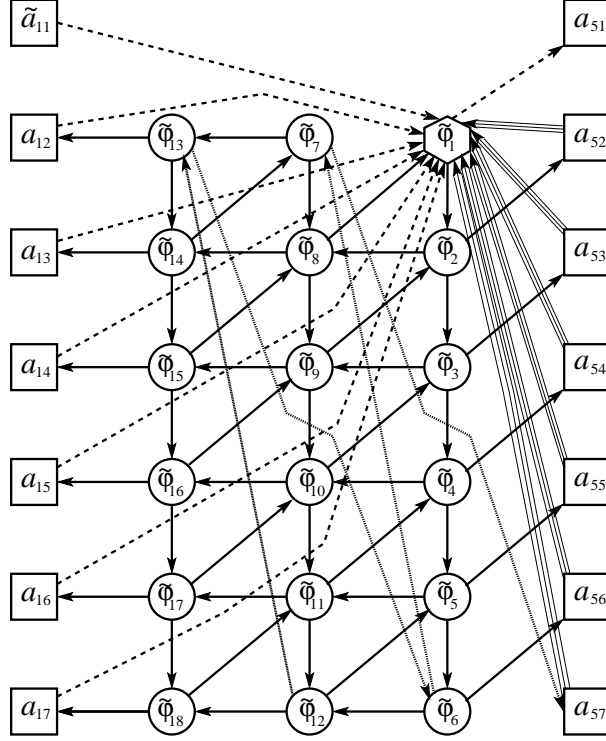 ã₁₁ a₅₁
a₁₂ φ̃₁₃ φ̃₇ φ̃₁ a₅₂
a₁₃ φ̃₁₄ φ̃₈ φ̃₂ a₅₃
a₁₄ φ̃₁₅ φ̃₉ φ̃₃ a₅₄
a₁₅ φ̃₁₆ φ̃₁₀ φ̃₄ a₅₅
a₁₆ φ̃₁₇ φ̃₁₁ φ̃₅ a₅₆
a₁₇ φ̃₁₈ φ̃₁₂ φ̃₆ a₅₇